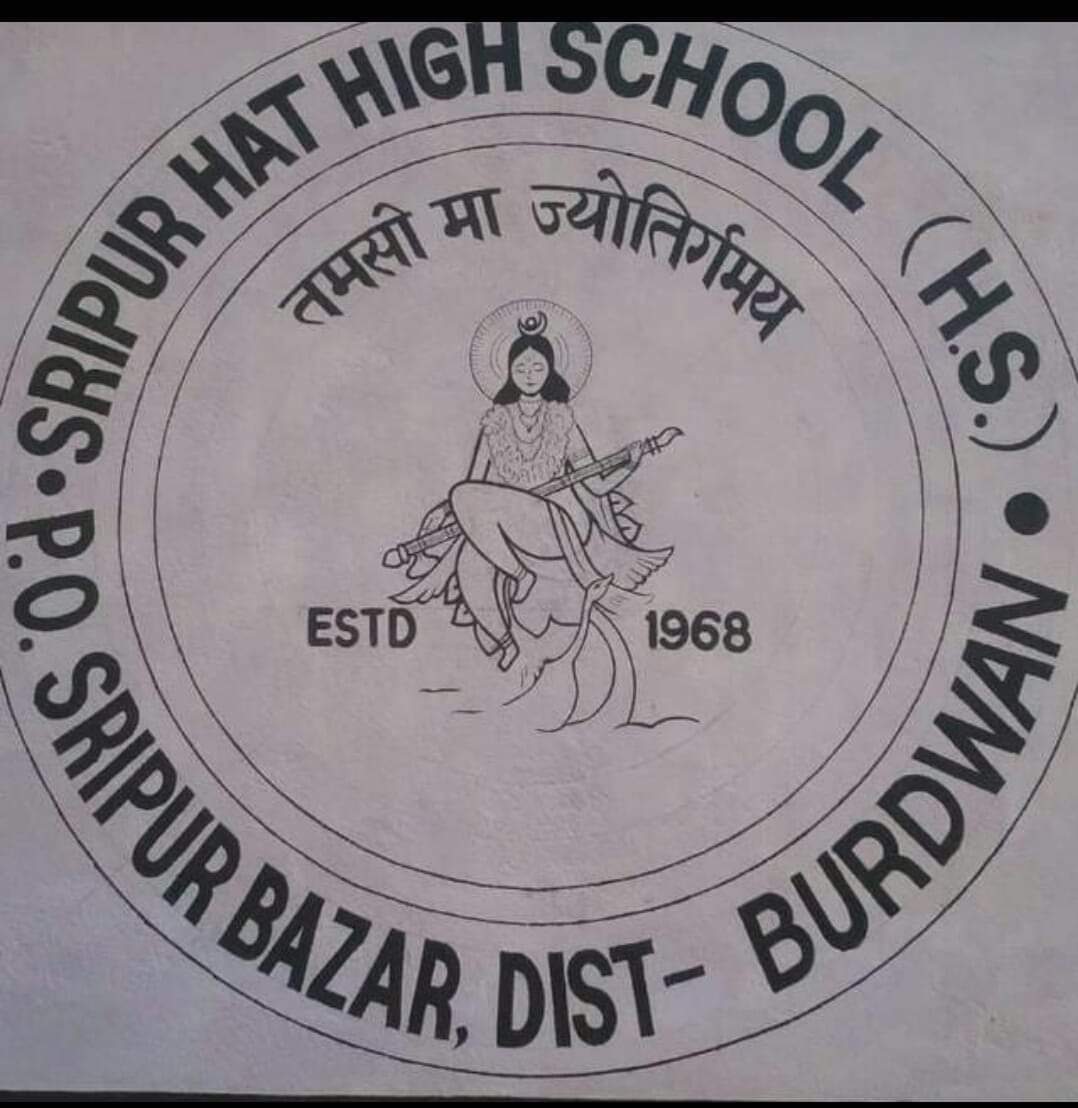 SRIPUR HAT HIGH SCHOOL (H.S.)
तमसो मा ज्योतिर्गमय
ESTD 1968
P.O. SRIPUR BAZAR, DIST- BURDWAN